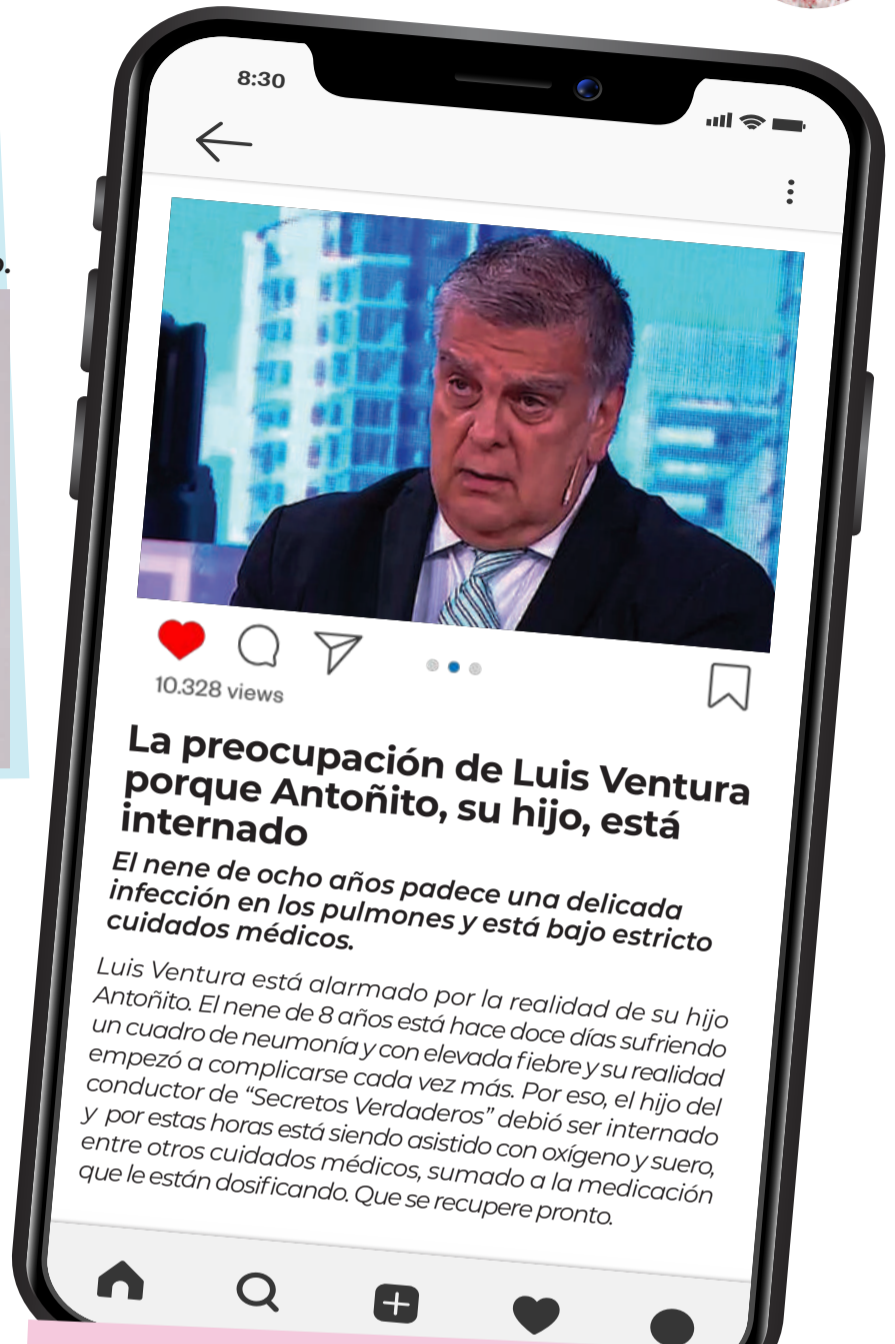 8:30
10.328 views
La preocupación de Luis Ventura
porque Antoñito, su hijo, está
internado
El nene de ocho años padece una delicada
infección en los pulmones y está bajo estricto
cuidados médicos.
Luis Ventura está alarmado por la realidad de su hijo
Antoñito. El nene de 8 años está hace doce días sufriendo
un cuadro de neumonía y con elevada fiebre y su realidad
empezó a complicarse cada vez más. Por eso, el hijo del
conductor de “Secretos Verdaderos” debió ser internado
y por estas horas está siendo asistido con oxígeno y suero,
entre otros cuidados médicos, sumado a la medicación
que le están dosificando. Que se recupere pronto.